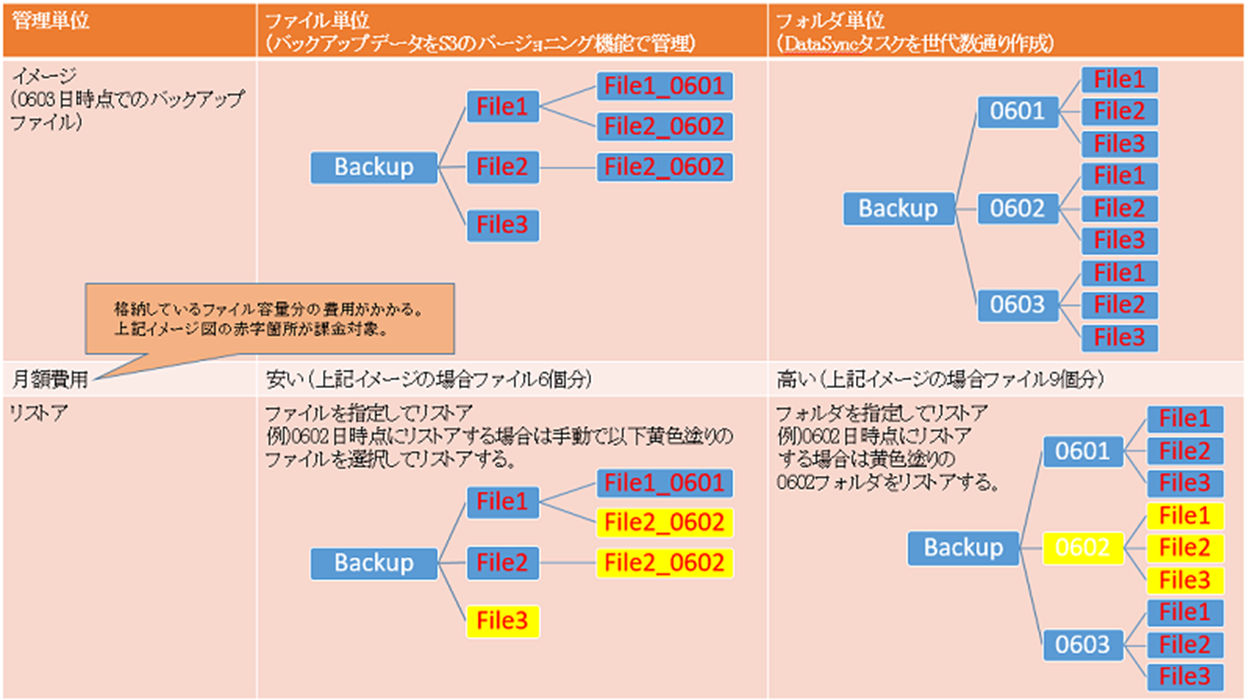 管理単位
ファイル単位
(バックアップデータをS3のバージョニング機能で管理)
フォルダ単位
(DataSyncタスクを世代数通り作成)
イメージ
(0603日時点でのバックアップ
ファイル)
Backup
File1
File2
File3
File1_0601
File2_0602
File2_0602
Backup
0601
0602
0603
File1
File2
File3
File1
File2
File3
File1
File2
File3
格納しているファイル容量分の費用がかかる。
上記イメージ図の赤字箇所が課金対象。
月額費用
安い(上記イメージの場合ファイル6個分)
高い(上記イメージの場合ファイル9個分)
リストア
ファイルを指定してリストア
例)0602日時点にリストアする場合は手動で以下黄色塗りの
ファイルを選択してリストアする。
Backup
File1
File2
File3
File1_0601
File2_0602
File2_0602
フォルダを指定してリストア
例)0602日時点にリストア
する場合は黄色塗りの
0602フォルダをリストアする。
Backup
0601
0602
0603
File1
File2
File3
File1
File2
File3
File1
File2
File3